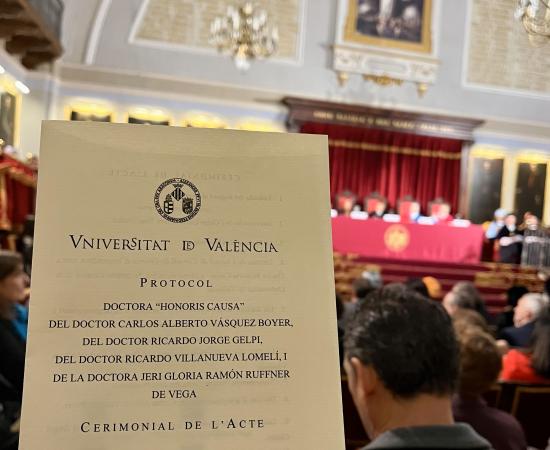 VNIVERSITAT ID VALÈNCIA
PROTOCOL
DOCTORA "HONORIS CAUSA"
DEL DOCTOR CARLOS ALBERTO VÁSQUEZ BOYER,
DEL DOCTOR RICARDO JORGE GELPI,
DEL DOCTOR RICARDO VILLANUEVA LOMELÍ, I
DE LA DOCTORA JERI GLORIA RAMÓN RUFFNER
DE VEGA
CERIMONIAL DE L'ACTE